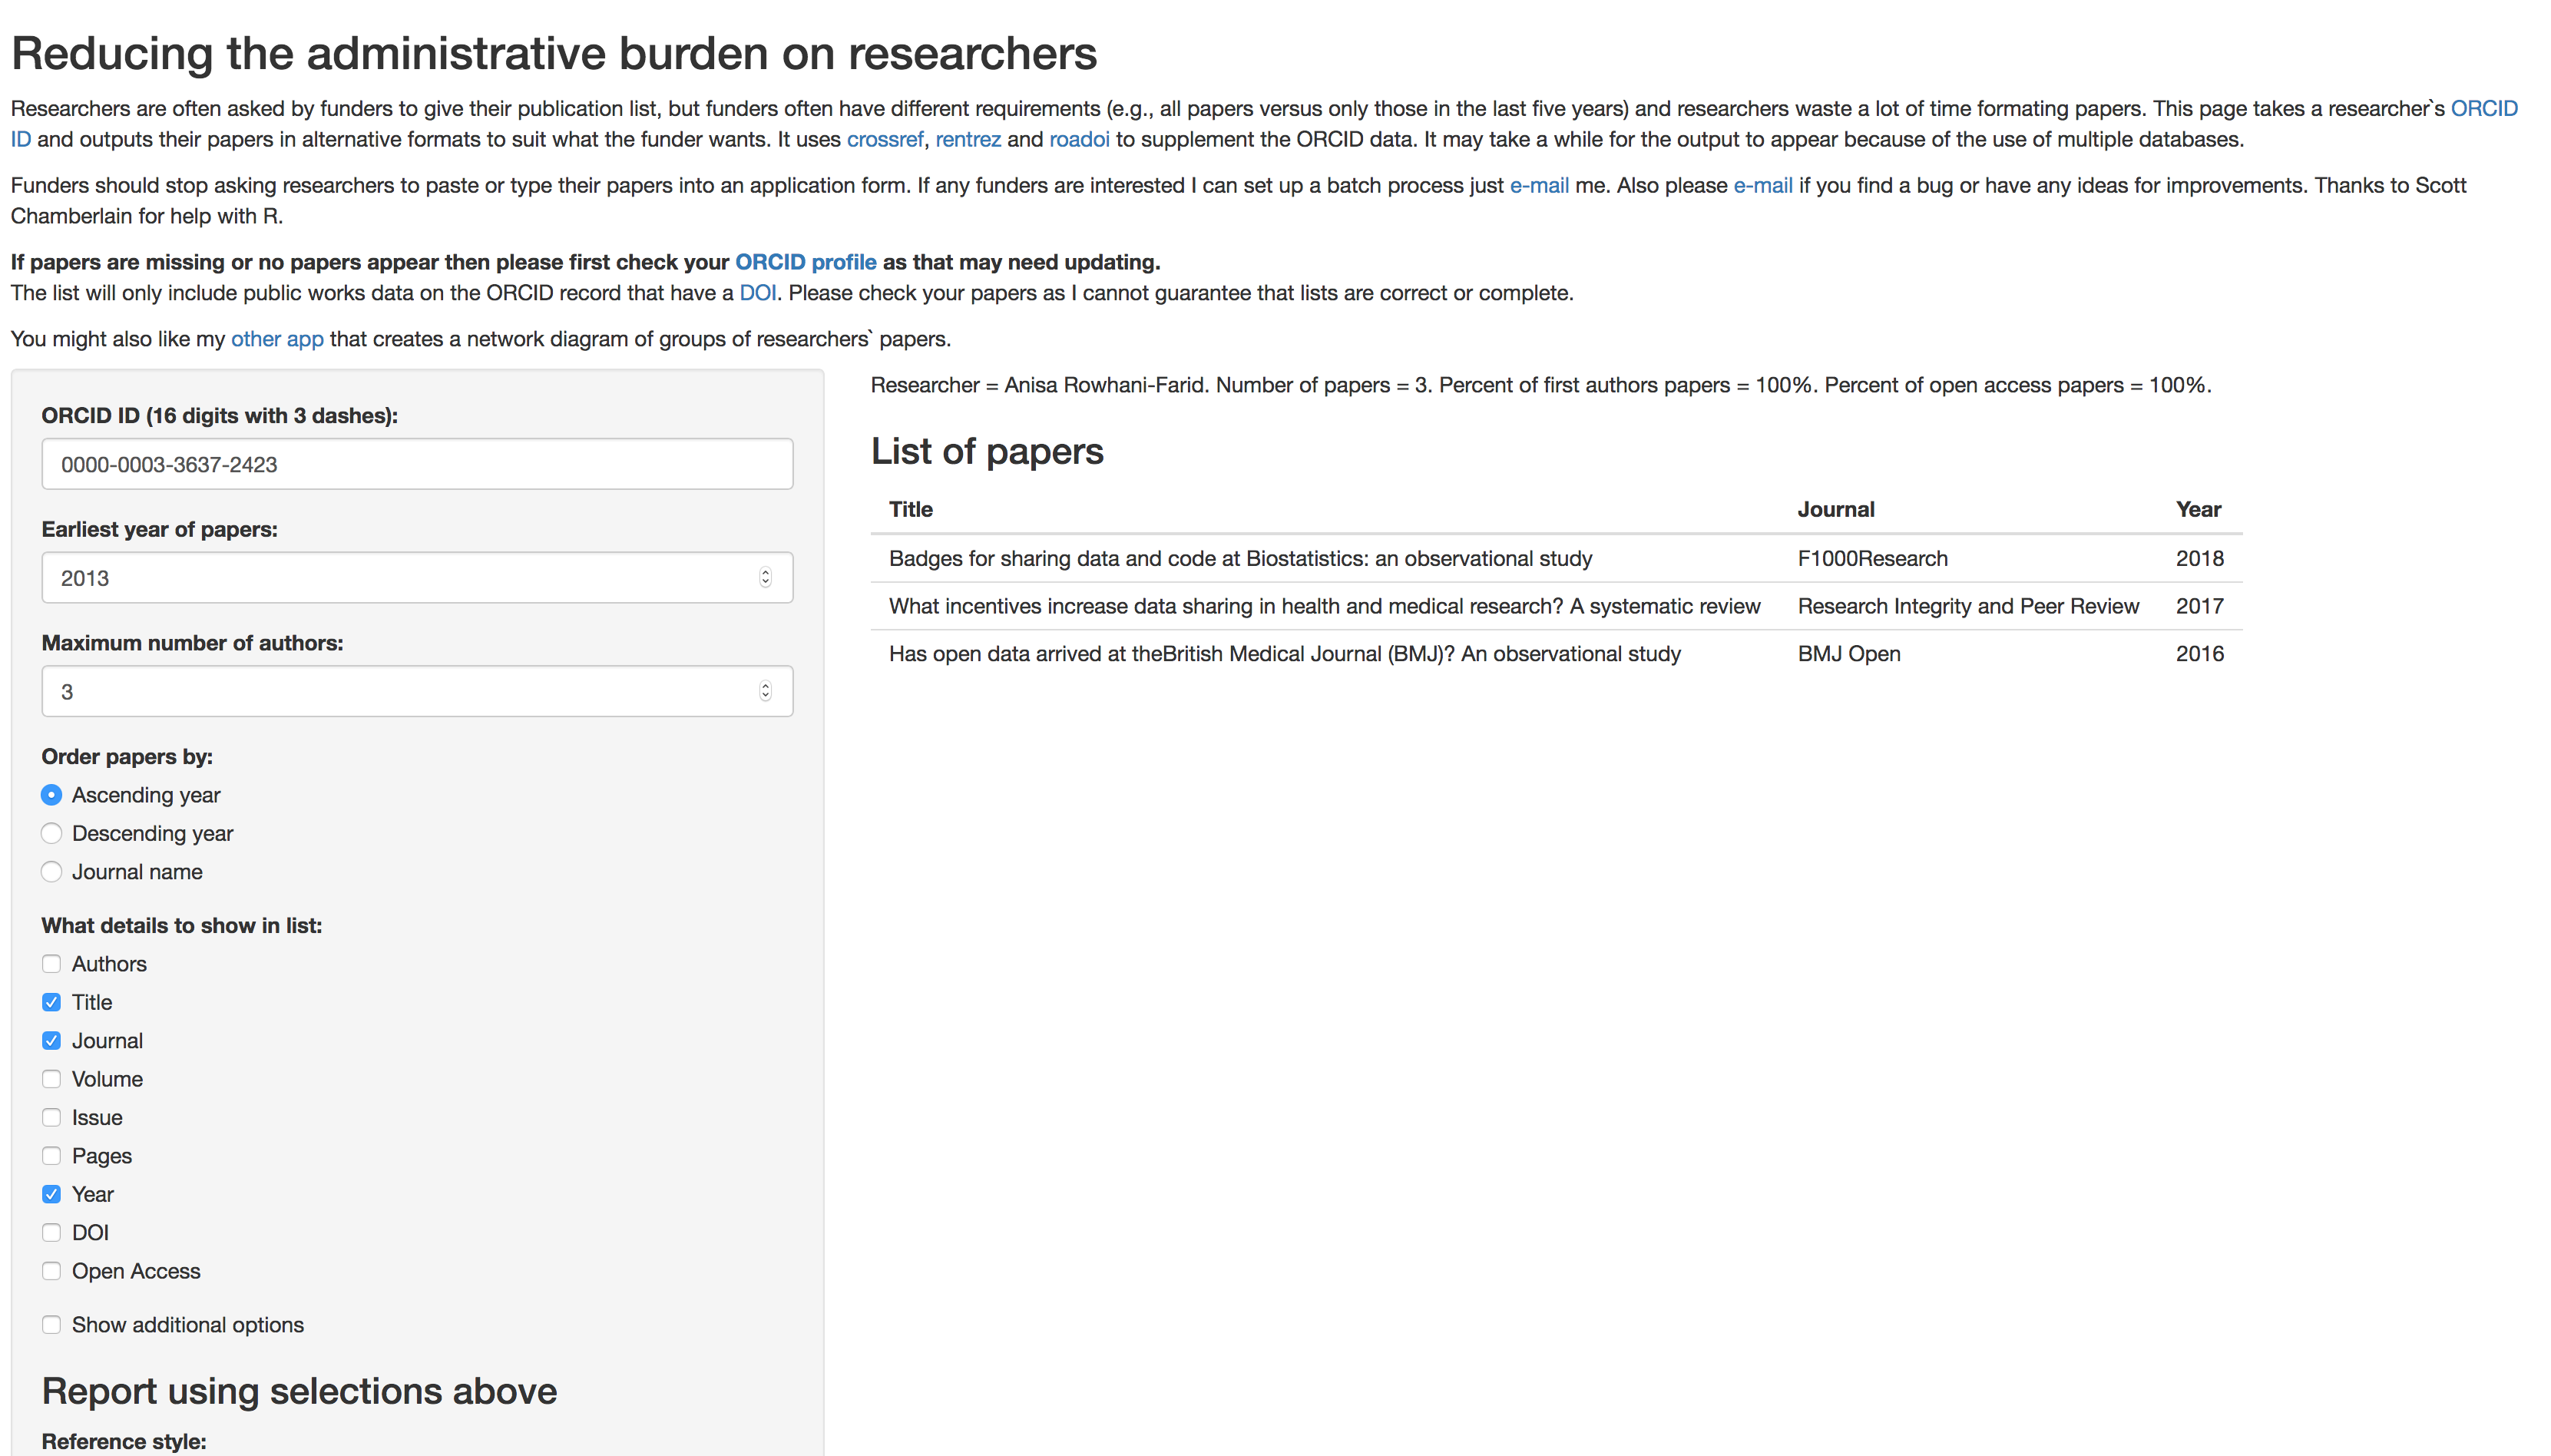 Reducing the administrative burden on researchers
Researchers are often asked by funders to give their publication list, but funders often have different requirements (e.g., all papers versus only those in the last five years) and researchers waste a lot of time formating papers. This page takes a researcher`s ORCID
ID and outputs their papers in alternative formats to suit what the funder wants. It uses crossref, rentrez and roadoi to supplement the ORCID data. It may take a while for the output to appear because of the use of multiple databases.
Funders should stop asking researchers to paste or type their papers into an application form. If any funders are interested I can set up a batch process just e-mail me. Also please e-mail if you find a bug or have any ideas for improvements. Thanks to Scott
Chamberlain for help with R.
If papers are missing or no papers appear then please first check your ORCID profile as that may need updating.
The list will only include public works data on the ORCID record that have a DOI. Please check your papers as I cannot guarantee that lists are correct or complete.
You might also like my other app that creates a network diagram of groups of researchers` papers.
ORCID ID (16 digits with 3 dashes):
0000-0003-3637-2423
Earliest year of papers:
2013
Maximum number of authors:
3
Order papers by:
Ascending year
Descending year
Journal name
What details to show in list:
Authors
Title
Journal
Volume
Issue
Pages
Year
DOI
Open Access
Show additional options
Report using selections above
Reference style:
Researcher = Anisa Rowhani-Farid. Number of papers = 3. Percent of first authors papers = 100%. Percent of open access papers = 100%.
List of papers
Title Journal Year
Badges for sharing data and code at Biostatistics: an observational study F1000Research 2018
What incentives increase data sharing in health and medical research? A systematic review Research Integrity and Peer Review 2017
Has open data arrived at theBritish Medical Journal (BMJ)? An observational study BMJ Open 2016